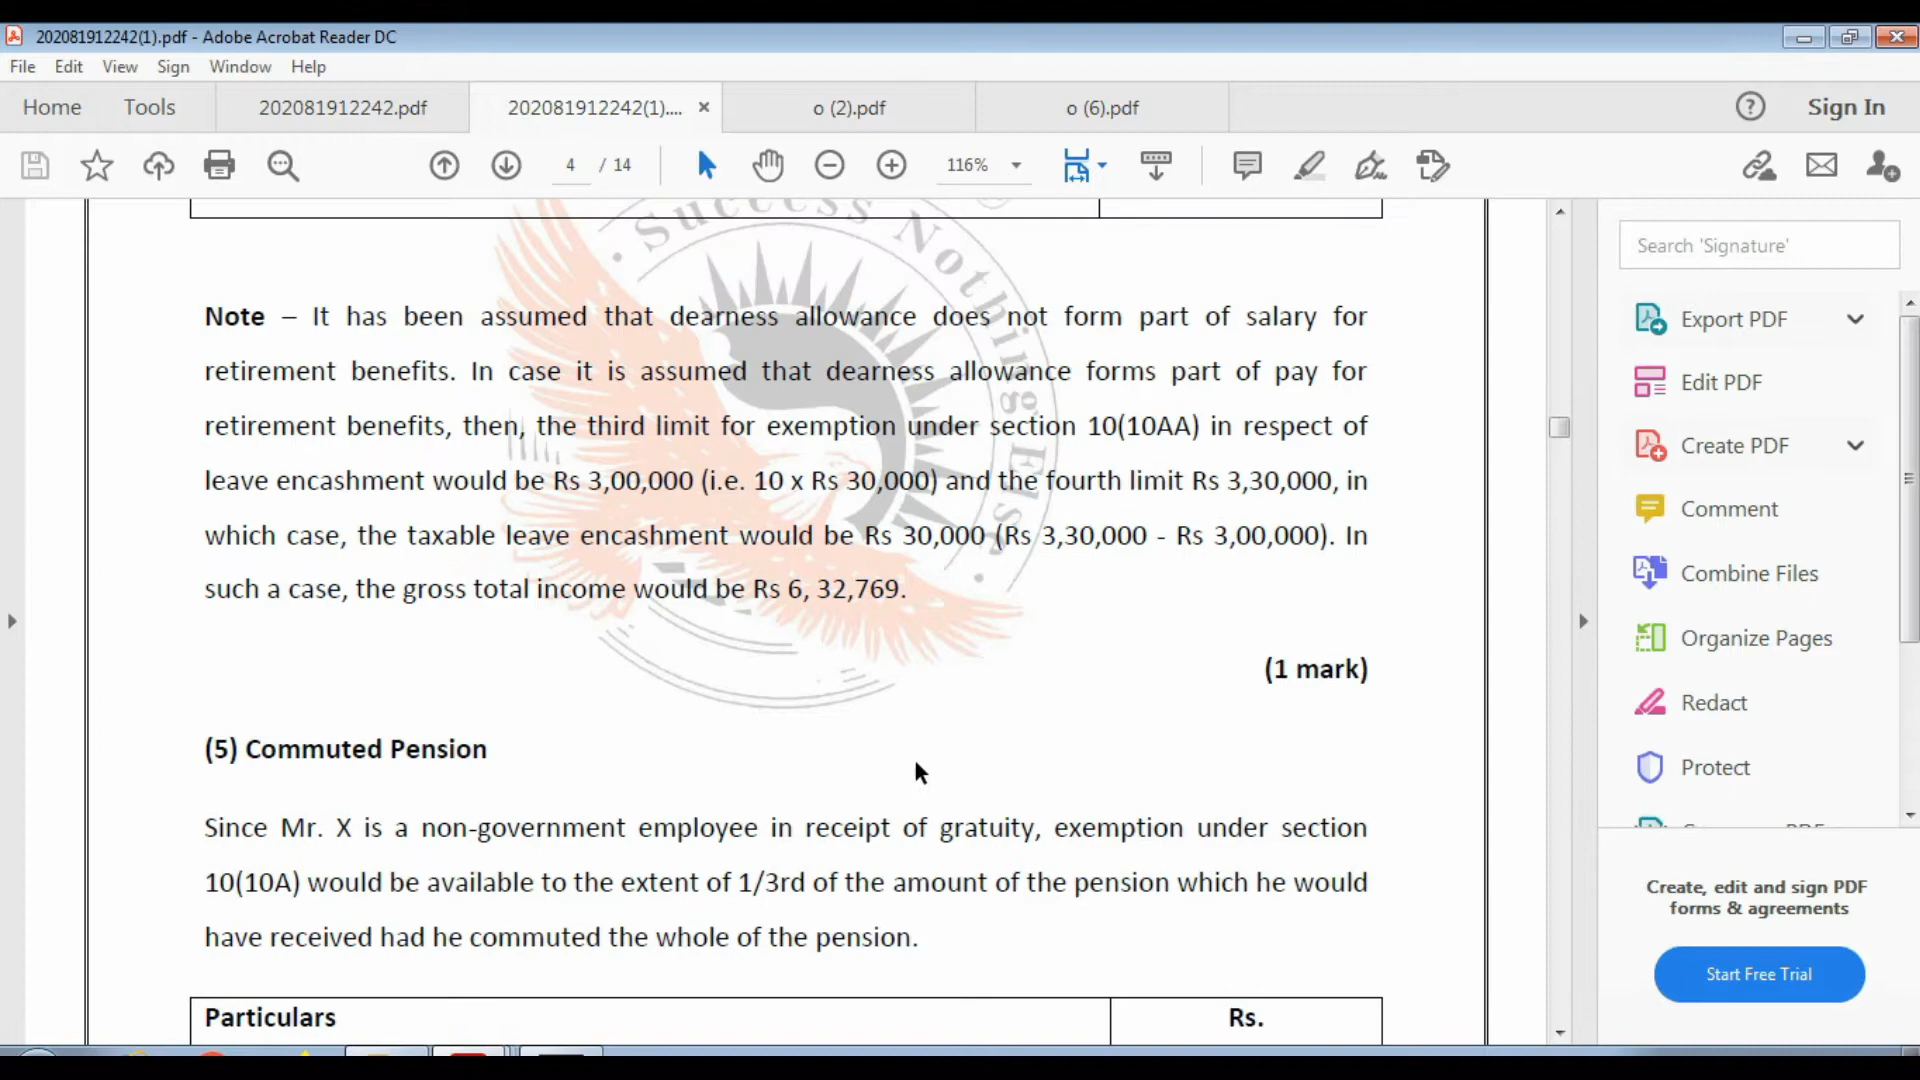 202081912242(1).pdf - Adobe Acrobat Reader DC
File Edit View Sign Window Help
Home Tools 202081912242.pdf 202081912242(1).... × o (2).pdf o (6).pdf Sign In
4 / 14 116%
Success Nothing Else
Search 'Signature'
Note – It has been assumed that dearness allowance does not form part of salary for
retirement benefits. In case it is assumed that dearness allowance forms part of pay for
retirement benefits, then, the third limit for exemption under section 10(10AA) in respect of
leave encashment would be Rs 3,00,000 (i.e. 10 x Rs 30,000) and the fourth limit Rs 3,30,000, in
which case, the taxable leave encashment would be Rs 30,000 (Rs 3,30,000 - Rs 3,00,000). In
such a case, the gross total income would be Rs 6, 32,769.
(1 mark)
(5) Commuted Pension
Since Mr. X is a non-government employee in receipt of gratuity, exemption under section
10(10A) would be available to the extent of 1/3rd of the amount of the pension which he would
have received had he commuted the whole of the pension.
Particulars Rs.
Export PDF
Edit PDF
Create PDF
Comment
Combine Files
Organize Pages
Redact
Protect
Create, edit and sign PDF
forms & agreements
Start Free Trial